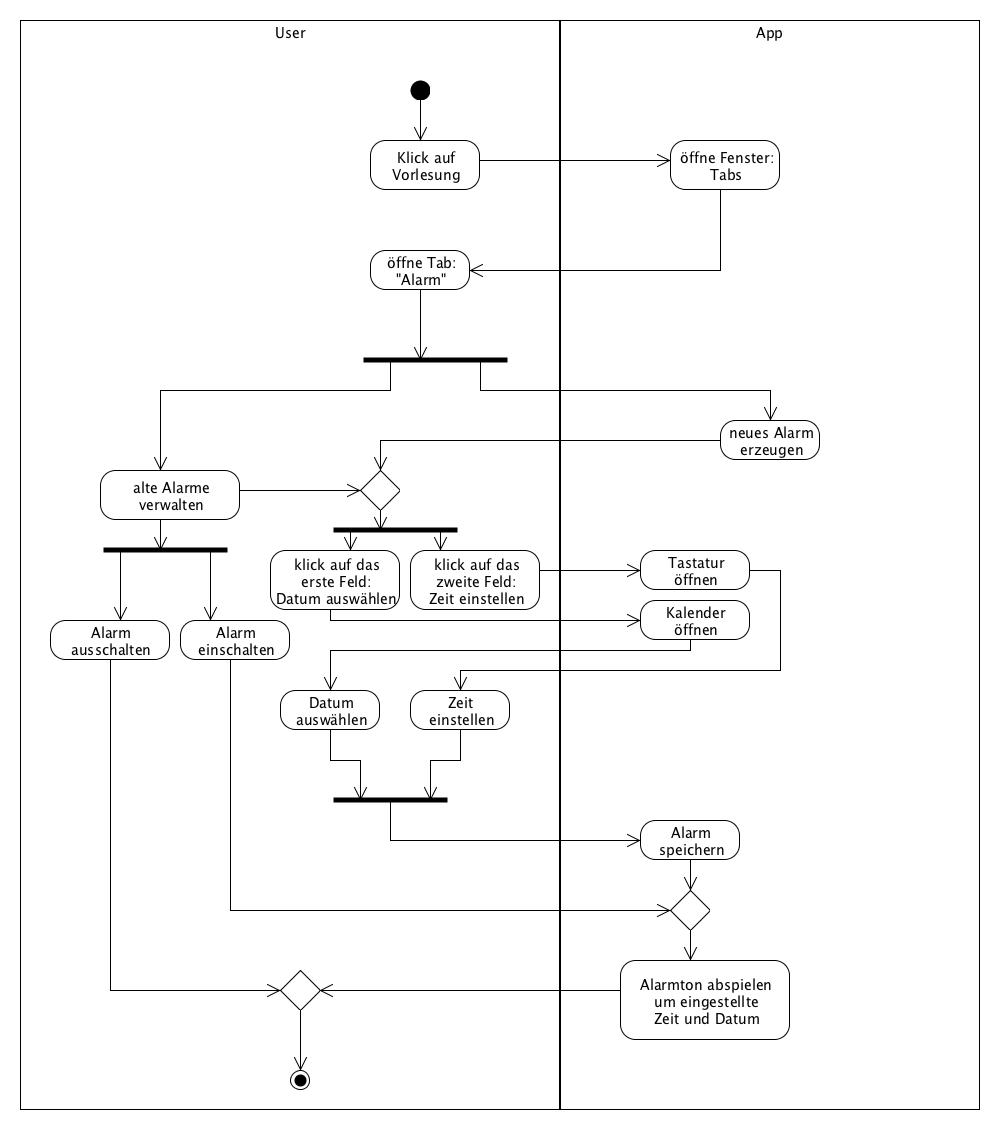 User
App
Klick auf
Vorlesung
öffne Fenster:
Tabs
öffne Tab:
"Alarm"
neues Alarm
erzeugen
alte Alarme
verwalten
klick auf das
erste Feld:
Datum auswählen
klick auf das
zweite Feld:
Zeit einstellen
Tastatur
öffnen
Kalender
öffnen
Alarm
ausschalten
Alarm
einschalten
Datum
auswählen
Zeit
einstellen
Alarm
speichern
Alarmton abspielen
um eingestellte
Zeit und Datum